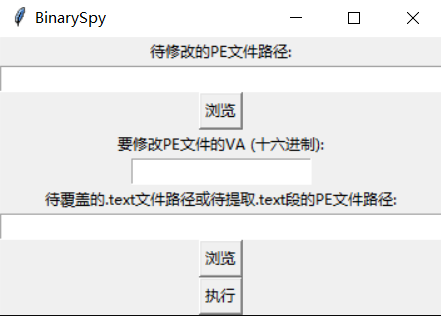 BinarySpy
待修改的PE文件路径:
浏览
要修改PE文件的VA (十六进制):
待覆盖的.text文件路径或待提取.text段的PE文件路径:
浏览
执行